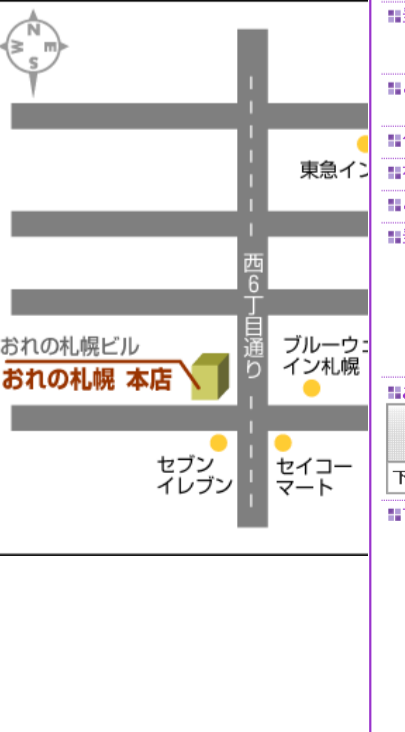 N
W E
S
東急イン
西6丁目通り
おれの札幌ビル
おれの札幌 本店
ブルーウ
イン札幌
セブン
イレブン
セイコー
マート
下